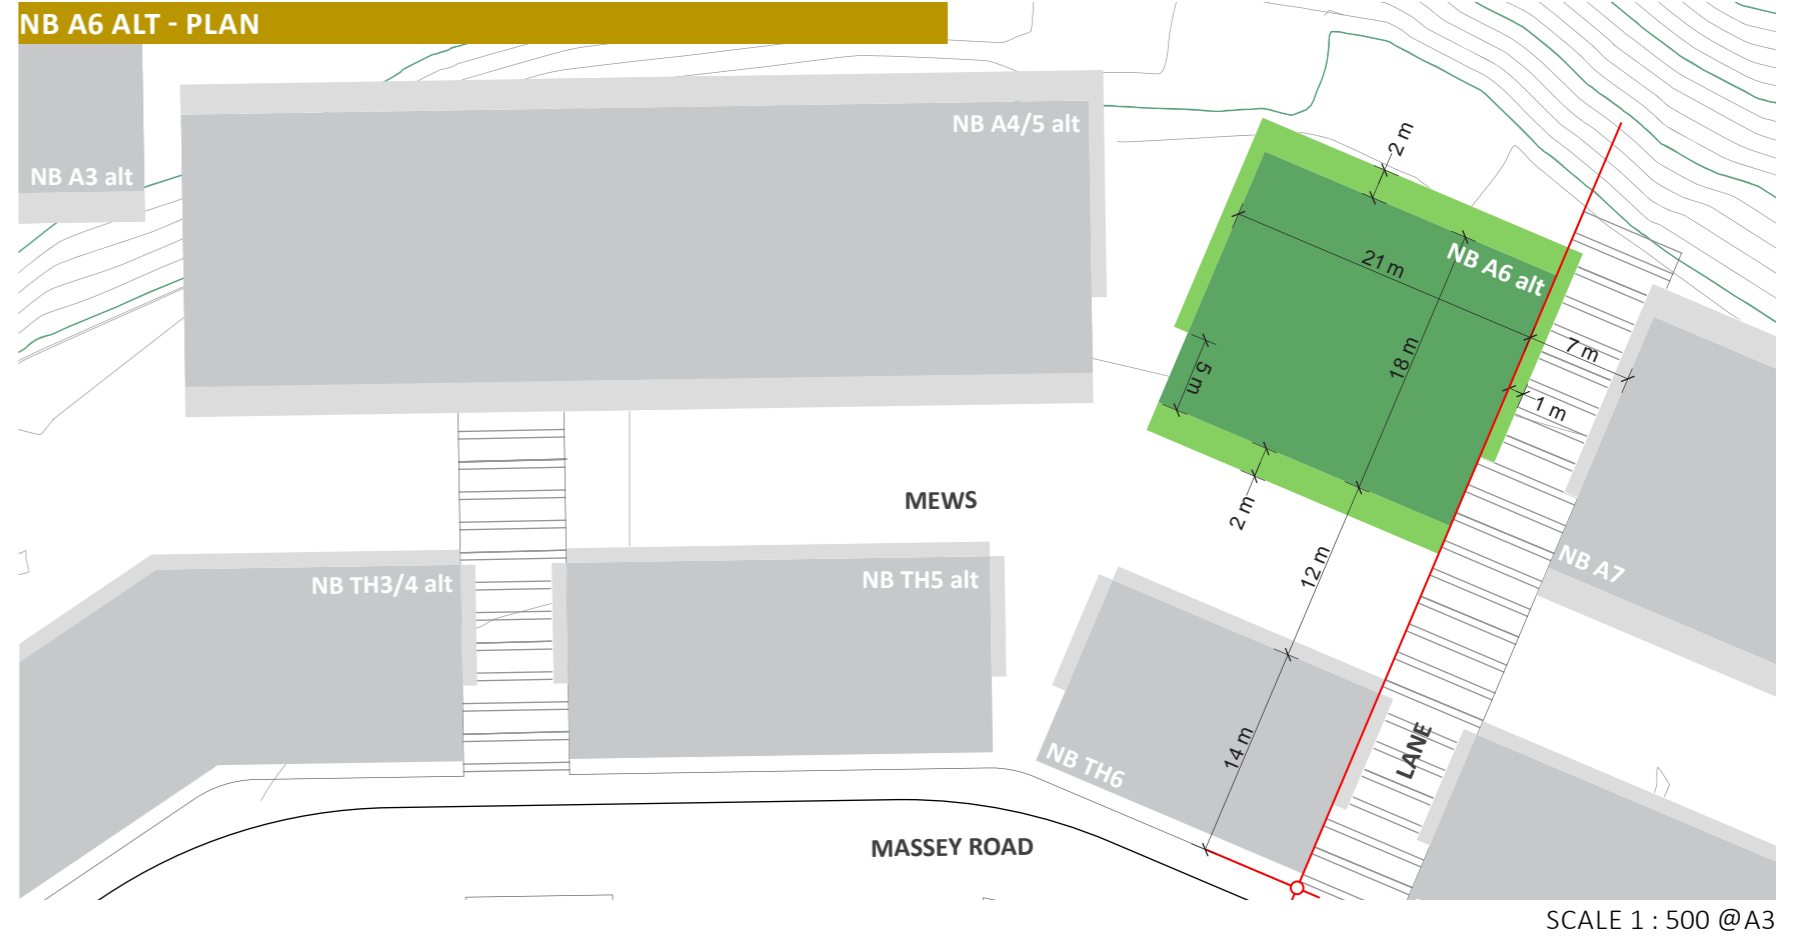 NB A6 ALT - PLAN
NB A3 alt
NB A4/5 alt
2 m
21 m
NB A6 alt
18 m
7 m
5 m
1 m
2 m
MEWS
12 m
NB A7
NB TH3/4 alt
NB TH5 alt
14 m
NB TH6
LANE
MASSEY ROAD
SCALE 1 : 500 @A3